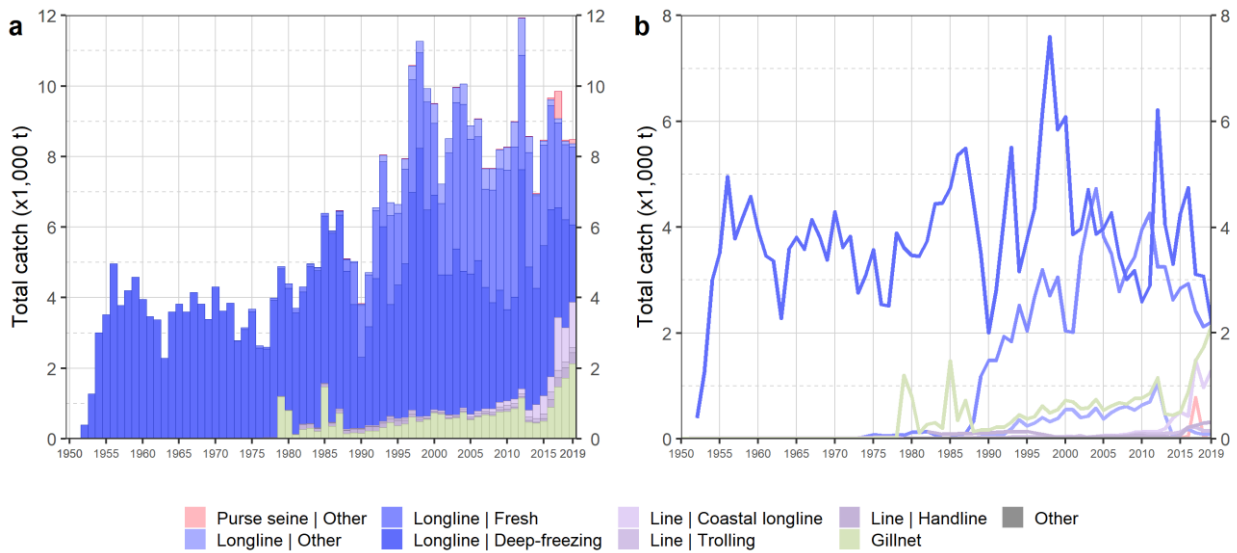 a
b
Total catch (x1,000 t)
12
10
8
6
4
2
0
12
10
8
6
4
2
0
1950 1955 1960 1965 1970 1975 1980 1985 1990 1995 2000 2005 2010 2015 2019
Total catch (x1,000 t)
8
6
4
2
0
8
6
4
2
0
1950 1955 1960 1965 1970 1975 1980 1985 1990 1995 2000 2005 2010 2015 2019
Purse seine | Other
Longline | Other
Longline | Fresh
Longline | Deep-freezing
Line | Coastal longline
Line | Trolling
Line | Handline
Gillnet
Other